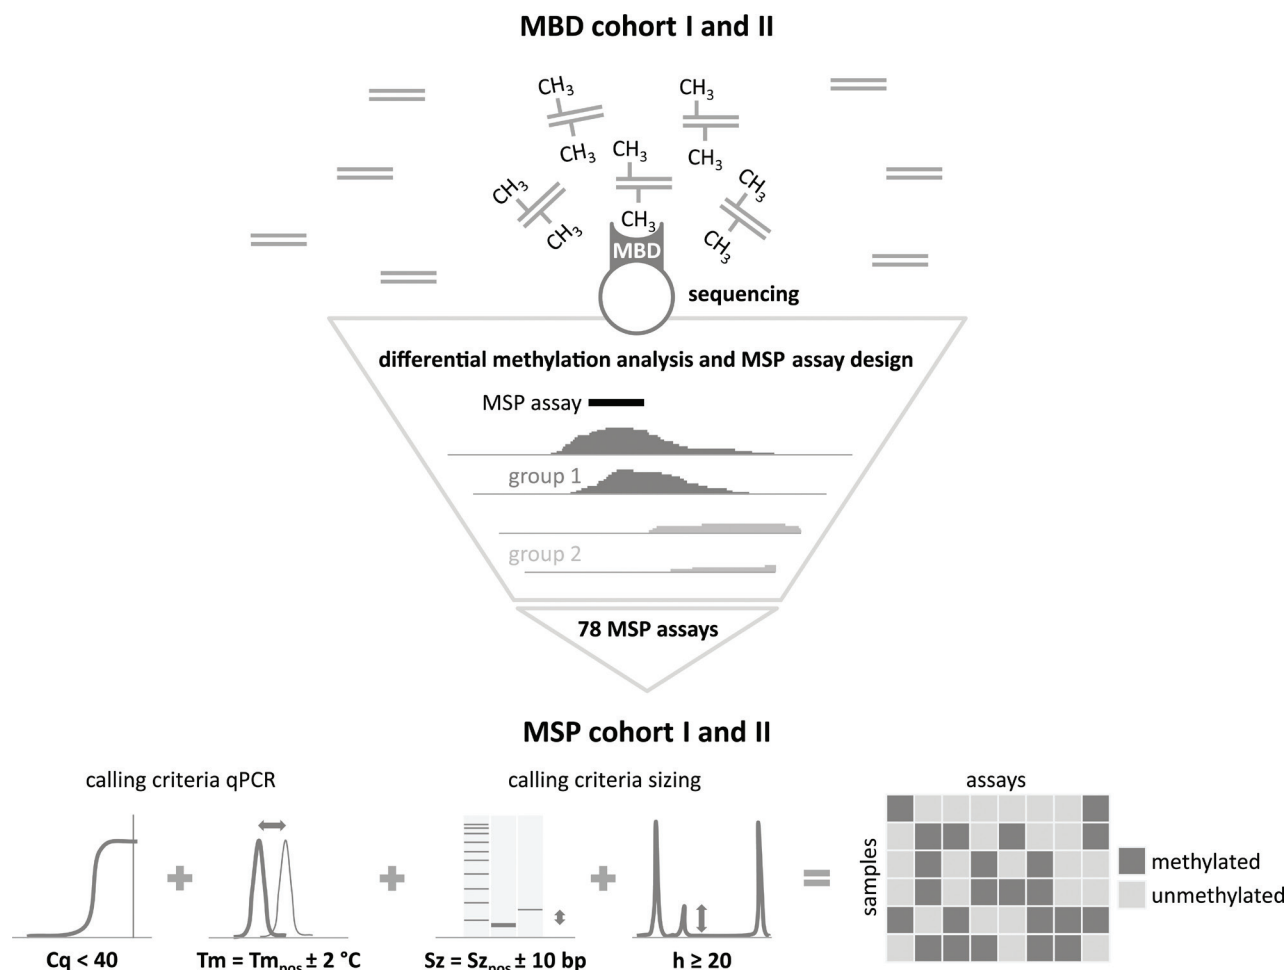 MBD cohort I and II
CH₃
CH₃
CH₃
CH₃
CH₃
CH₃
CH₃
CH₃
CH₃
CH₃
MBD
sequencing
differential methylation analysis and MSP assay design
MSP assay
group 1
group 2
78 MSP assays
MSP cohort I and II
calling criteria qPCR
calling criteria sizing
assays
samples
methylated
unmethylated
Cq < 40
Tm = Tmpos ± 2 °C
Sz = Szpos ± 10 bp
h ≥ 20